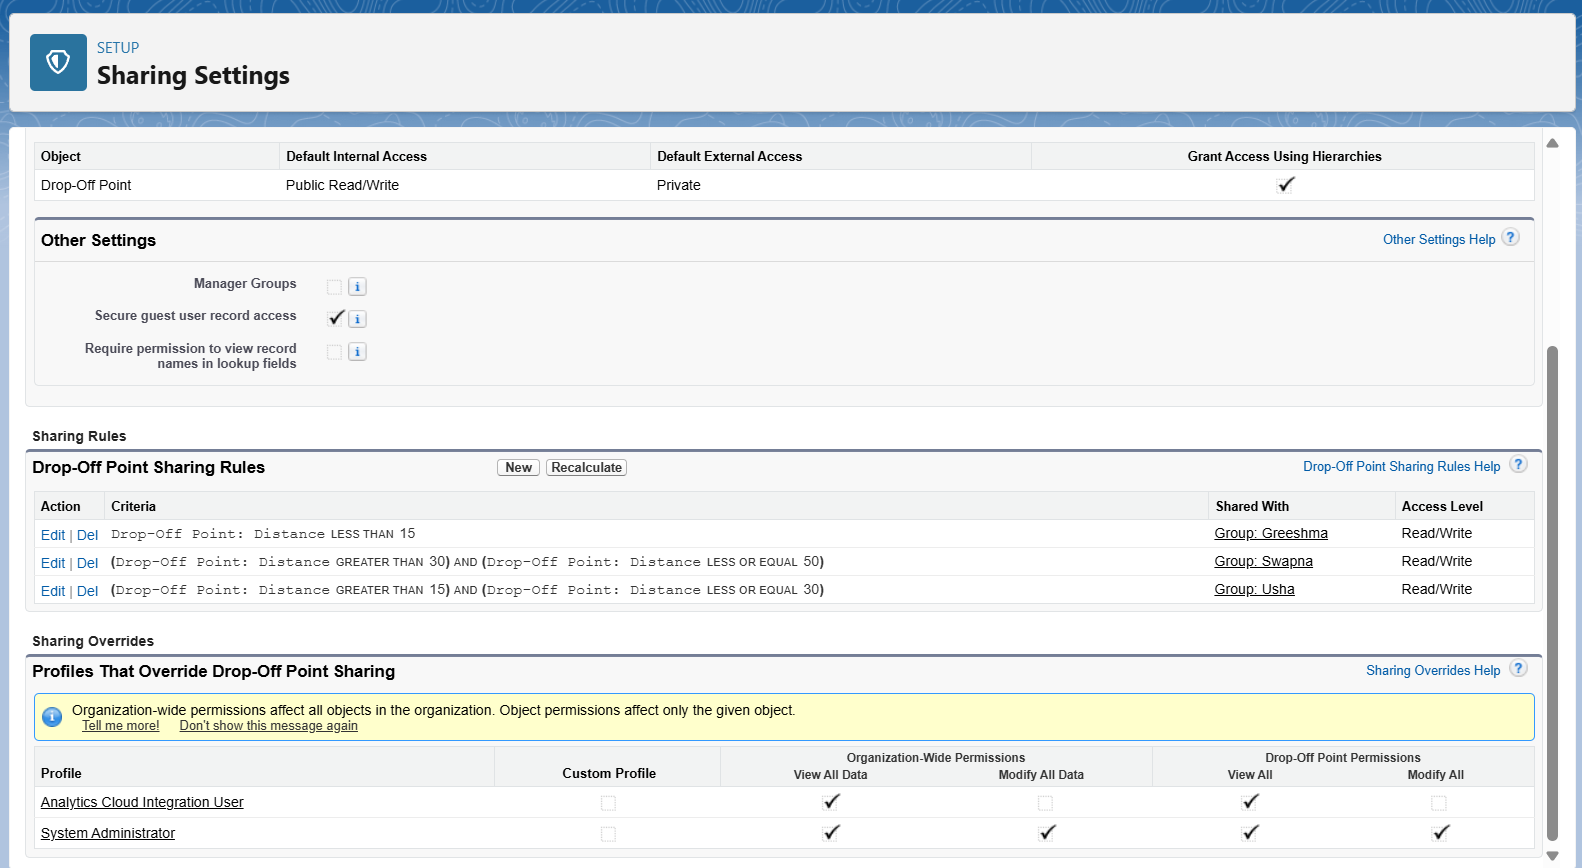 SETUP
Sharing Settings
Object Default Internal Access Default External Access Grant Access Using Hierarchies
Drop-Off Point Public Read/Write Private
Other Settings Other Settings Help ?
Manager Groups i
Secure guest user record access i
Require permission to view record
names in lookup fields i
Sharing Rules
Drop-Off Point Sharing Rules New Recalculate Drop-Off Point Sharing Rules Help ?
Action Criteria Shared With Access Level
Edit | Del Drop-Off Point: Distance LESS THAN 15 Group: Greeshma Read/Write
Edit | Del (Drop-Off Point: Distance GREATER THAN 30) AND (Drop-Off Point: Distance LESS OR EQUAL 50) Group: Swapna Read/Write
Edit | Del (Drop-Off Point: Distance GREATER THAN 15) AND (Drop-Off Point: Distance LESS OR EQUAL 30) Group: Usha Read/Write
Sharing Overrides
Profiles That Override Drop-Off Point Sharing Sharing Overrides Help ?
i Organization-wide permissions affect all objects in the organization. Object permissions affect only the given object.
Tell me more! Don't show this message again
Organization-Wide Permissions Drop-Off Point Permissions
Profile Custom Profile View All Data Modify All Data View All Modify All
Analytics Cloud Integration User
System Administrator